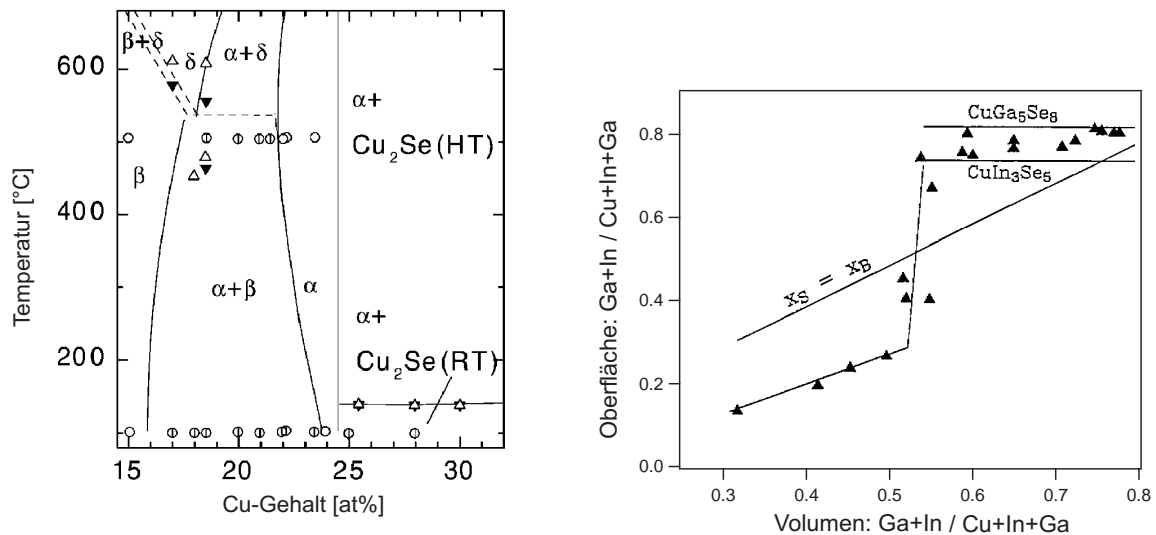 β+δ
δ
α+δ
600
α+
Cu₂Se(HT)
β
400
Temperatur [°C]
α+β
α
α+
Cu₂Se(RT)
200
15
20
25
30
Cu-Gehalt [at%]
CuGa₅Se₈
0.8
CuIn₃Se₅
0.6
x_S = x_B
0.4
Oberfläche: Ga+In / Cu+In+Ga
0.2
0.0
0.3
0.4
0.5
0.6
0.7
0.8
Volumen: Ga+In / Cu+In+Ga